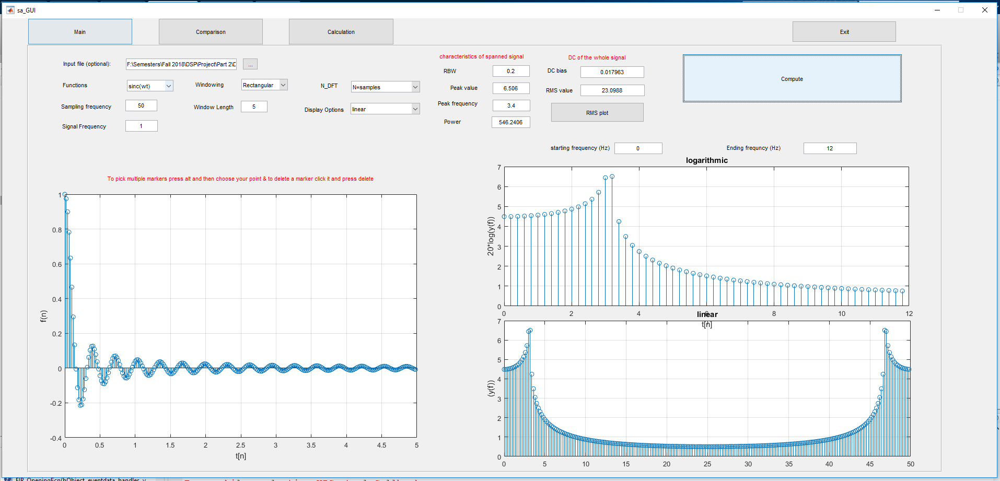 sa_GUI
Main
Comparison
Calculation
Exit
Input file (optional):
F:\Semesters\Fall 2018\DSP\Project\Part 2\D
...
Functions
sinc(wt)
Windowing
Rectangular
N_DFT
N=samples
Sampling frequency
50
Window Length
5
Display Options
linear
Signal Frequency
1
characteristics of spanned signal
RBW
0.2
Peak value
6.506
Peak frequency
3.4
Power
546.2406
DC of the whole signal
DC bias
0.017963
RMS value
23.0988
RMS plot
Compute
starting frequency (Hz)
0
Ending frequncy (Hz)
12
To pick multiple markers press alt and then choose your point & to delete a marker click it and press delete
1
0.8
0.6
0.4
0.2
0
-0.2
-0.4
f(n)
0 0.5 1 1.5 2 2.5 3 3.5 4 4.5 5
t[n]
logarithmic
7
6
5
4
3
2
1
0
20*log(y(f))
0 2 4 6 8 10 12
t[n]
linear
7
6
5
4
3
2
1
0
(y(f))
0 5 10 15 20 25 30 35 40 45 50
FIR_OpeningFcn(hObject, eventdata, handles, v